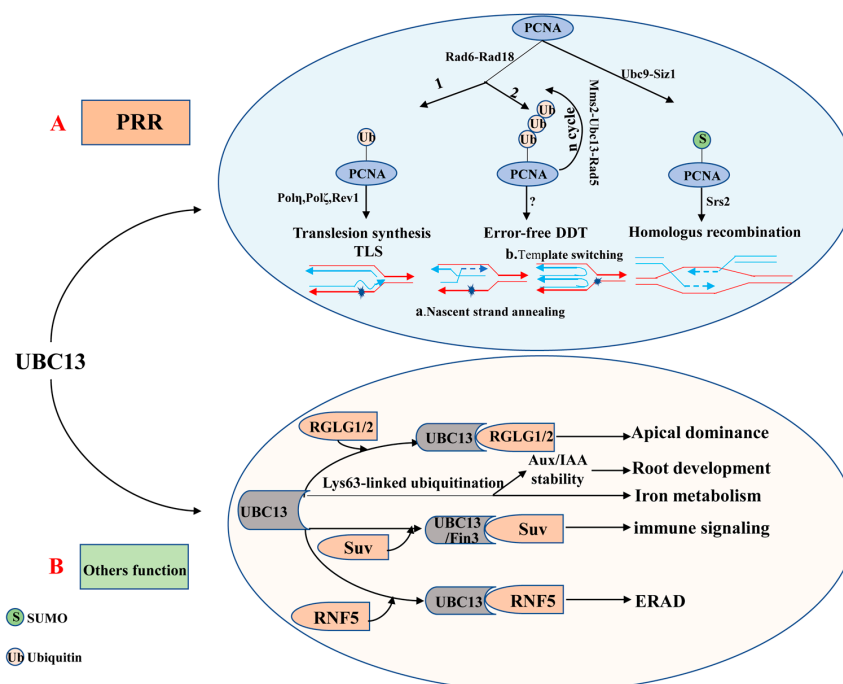 PCNA
Rad6-Rad18
Ubc9-Siz1
1
2
Mms2-Ubc13-Rad5
n cycle
A
PRR
Ub
Ub
Ub
Ub
S
PCNA
PCNA
PCNA
Polη,Polζ,Rev1
?
Srs2
Translesion synthesis
TLS
Error-free DDT
Homologus recombination
b.Template switching
a.Nascent strand annealing
UBC13
RGLG1/2
UBC13
RGLG1/2
Apical dominance
Aux/IAA
stability
Root development
Lys63-linked ubiquitination
Iron metabolism
UBC13
UBC13
/Fin3
Suv
immune signaling
Suv
B
Others function
RNF5
UBC13
RNF5
ERAD
S SUMO
Ub Ubiquitin